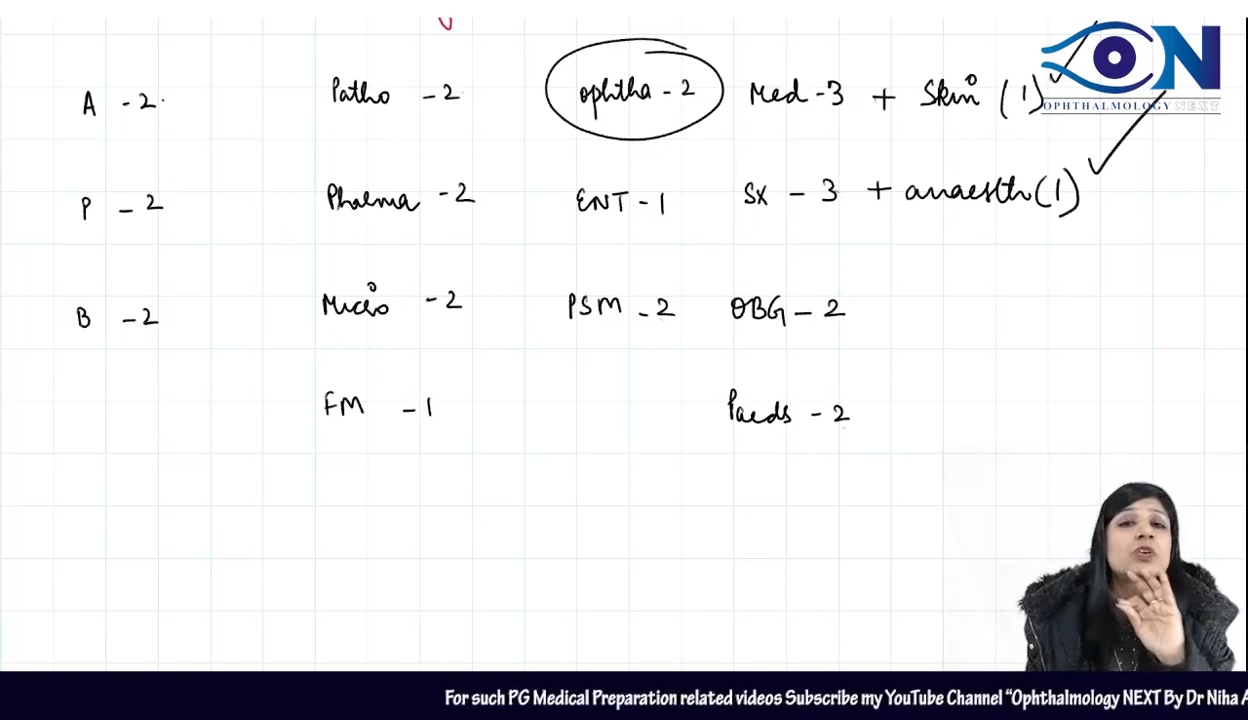 ON
OPHTHALMOLOGY NEXT
A - 2 Patho - 2 ophtha - 2 Med - 3 + Skin (1)
P - 2 Pharma - 2 ENT - 1 Sx - 3 + anaesth (1)
B - 2 Micro - 2 PSM - 2 OBG - 2
FM - 1 Paeds - 2
For such PG Medical Preparation related videos Subscribe my YouTube Channel “Ophthalmology NEXT By Dr Niha A